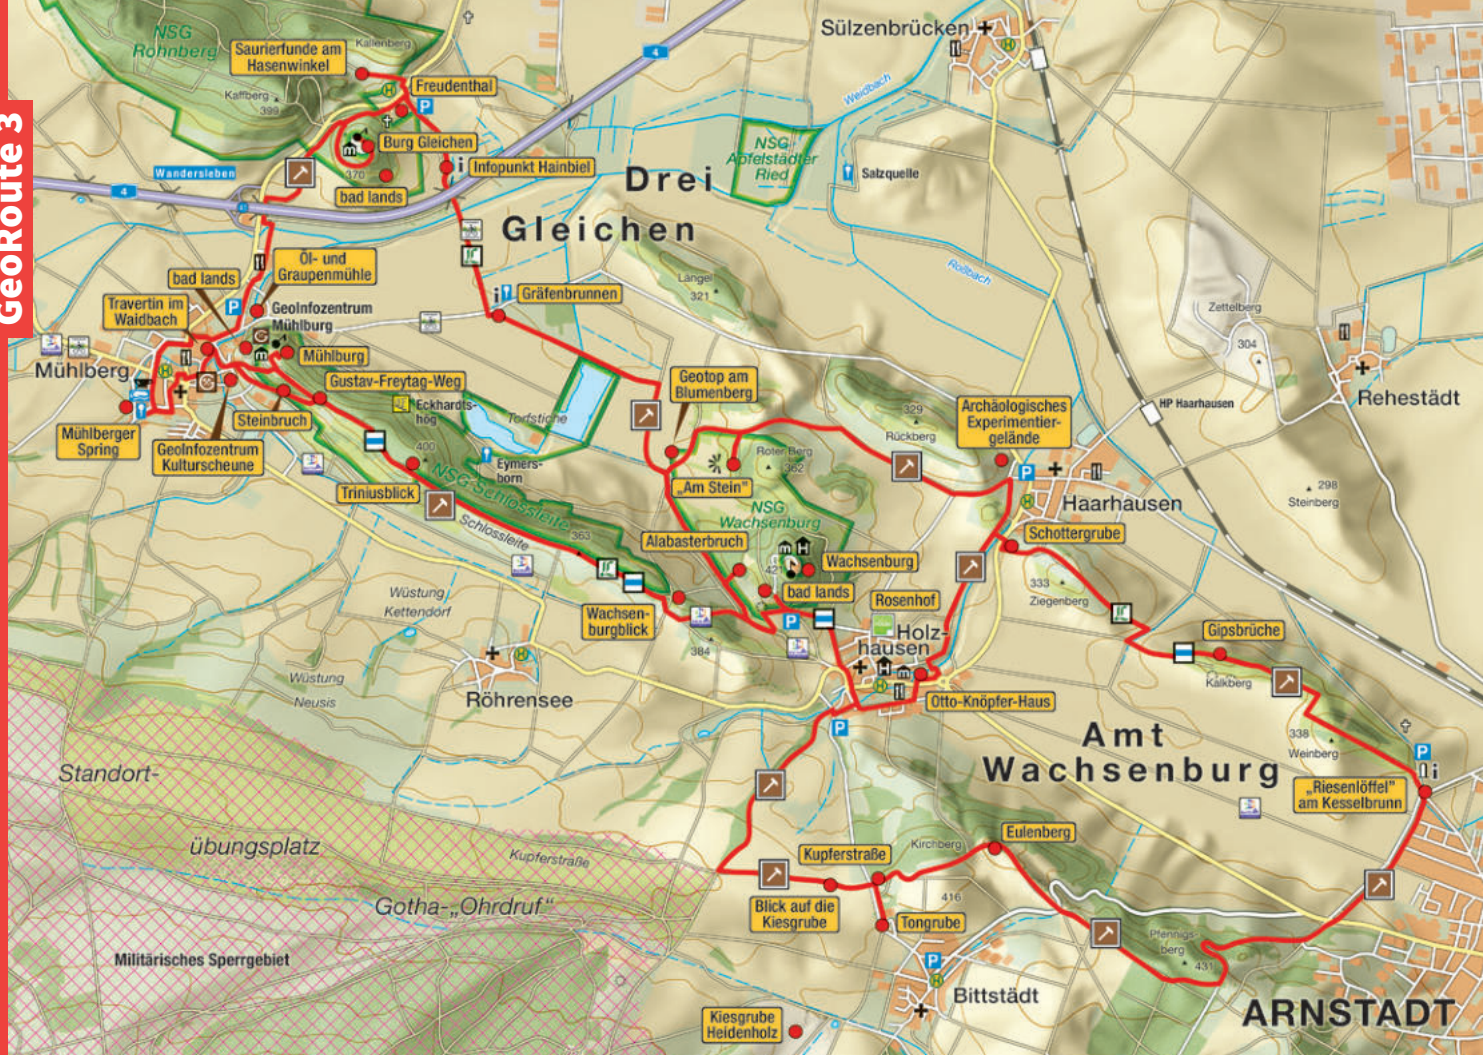 GeoRoute 3
NSG
Röhnberg
Kallenberg
Saurierfunde am
Hasenwinkel
Kaffberg
399
Freudenthal
H
P
Burg Gleichen
370
bad lands
Infopunkt Hainbiel
i
Wandersleben
4
4
Sülzenbrücken
H
Weidbach
NSG
Apfelstädter
Ried
Salzquelle
Drei
Gleichen
Roßbach
Längel
321
Öl- und
Graupenmühle
bad lands
P
Travertin im
Waidbach
GeoInfozentrum
Mühlburg
i
Gräfenbrunnen
Zettelberg
304
Mühlberg
H
Mühlburg
Gustav-Freytag-Weg
Eckhardts-
hög
Torfstiche
Geotop am
Blumenberg
329
Rückberg
Archäologisches
Experimentier-
gelände
HP Haarhausen
Rehestädt
Steinbruch
Mühlberger
Spring
GeoInfozentrum
Kulturscheune
400
Eymers-
born
Triniusblick
NSG Schlossleite
Schlossleite
363
„Am Stein“
Roter Berg
362
NSG
Wachsenburg
P
H
Haarhausen
298
Steinberg
Schottergrube
Alabasterbruch
H
421
Wachsenburg
bad lands
333
Ziegenberg
Wüstung
Kettendorf
Wachsen-
burgblick
384
P
Rosenhof
Holz-
hausen
H
H
Gipsbrüche
Kalkberg
H
Röhrensee
Wüstung
Neusis
Otto-Knöpfer-Haus
P
Amt
Wachsenburg
338
Weinberg
P
i
„Riesenlöffel“
am Kesselbrunn
Standort-
übungsplatz
Kupferstraße
Gotha-„Ohrdruf“
Militärisches Sperrgebiet
Kupferstraße
Kirchberg
Eulenberg
416
Blick auf die
Kiesgrube
Tongrube
Pfennigs-
berg
431
P
H
Bittstädt
Kiesgrube
Heidenholz
ARNSTADT